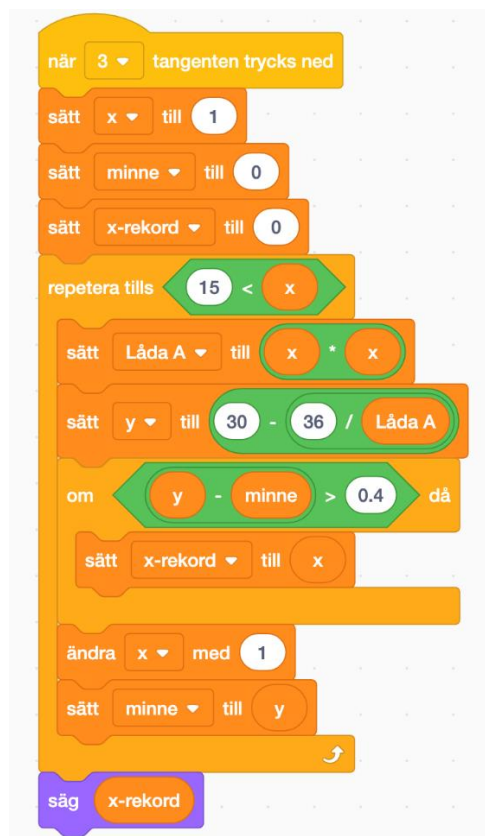 när 3 tangenten trycks ned
sätt x till 1
sätt minne till 0
sätt x-rekord till 0
repetera tills 15 < x
sätt Låda A till x * x
sätt y till 30 - 36 / Låda A
om y - minne > 0.4 då
sätt x-rekord till x
ändra x med 1
sätt minne till y
säg x-rekord